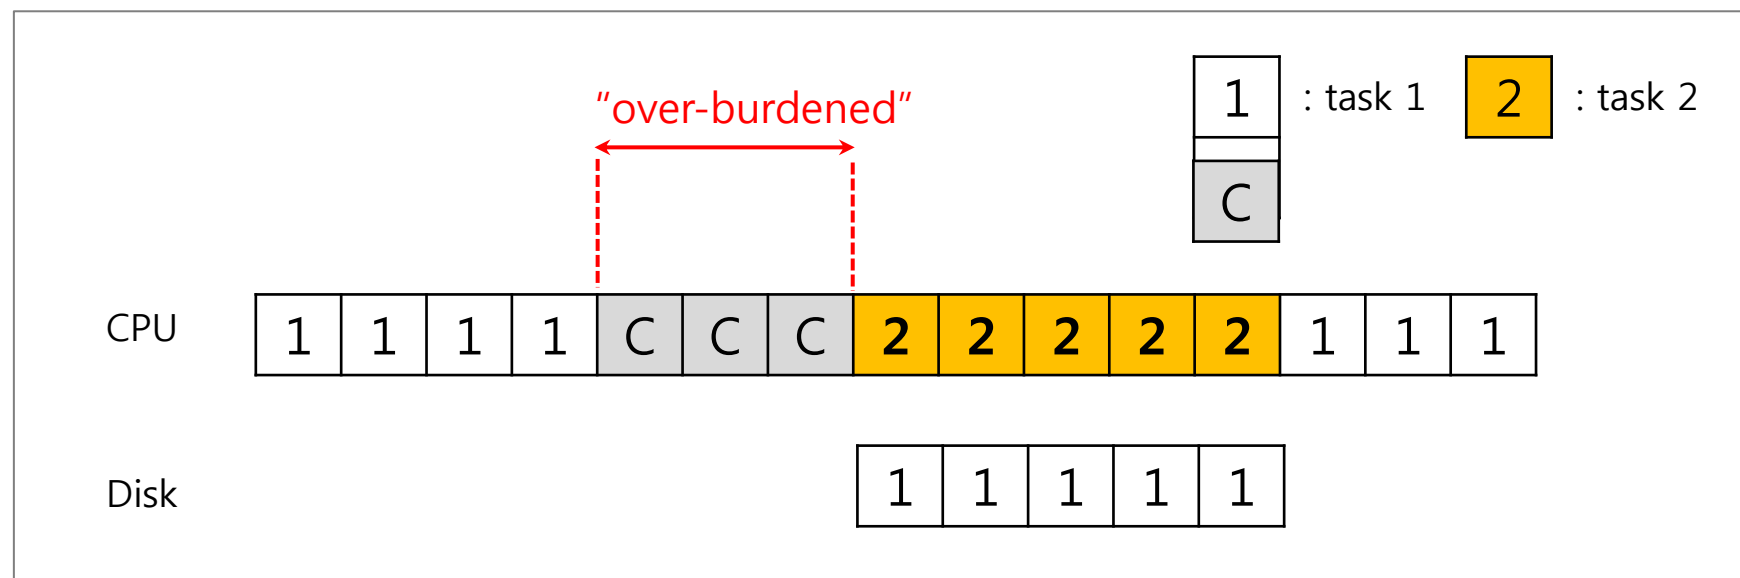 1 : task 1 2 : task 2
"over-burdened"
C
CPU 1 1 1 1 C C C 2 2 2 2 2 1 1 1
Disk 1 1 1 1 1